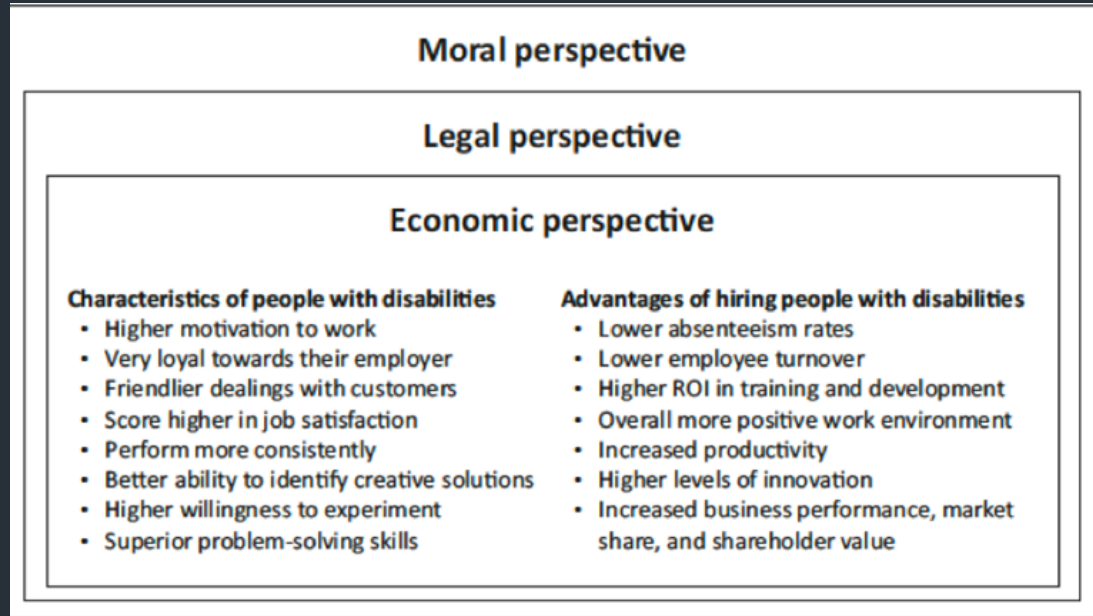 Moral perspective
Legal perspective
Economic perspective
Characteristics of people with disabilities
• Higher motivation to work
• Very loyal towards their employer
• Friendlier dealings with customers
• Score higher in job satisfaction
• Perform more consistently
• Better ability to identify creative solutions
• Higher willingness to experiment
• Superior problem-solving skills
Advantages of hiring people with disabilities
• Lower absenteeism rates
• Lower employee turnover
• Higher ROI in training and development
• Overall more positive work environment
• Increased productivity
• Higher levels of innovation
• Increased business performance, market
share, and shareholder value